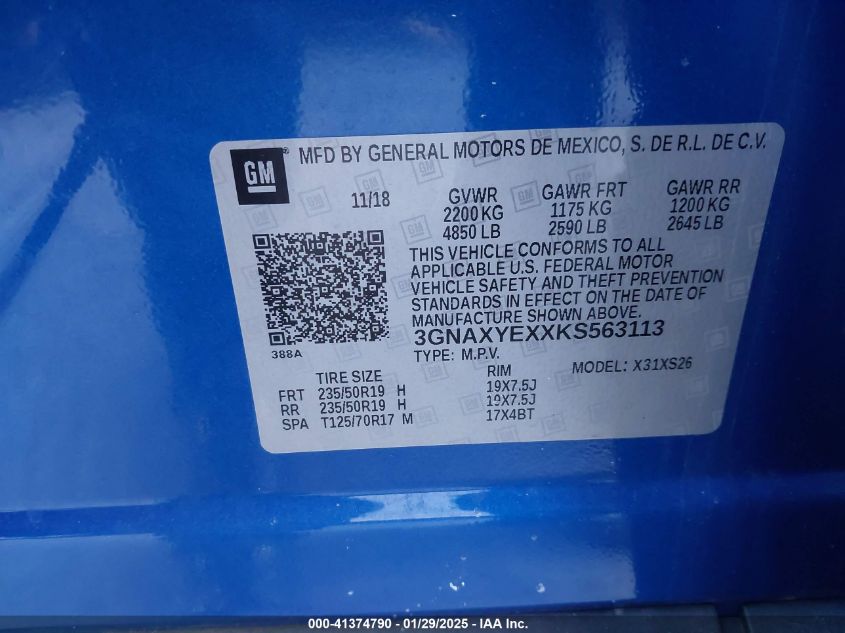 GM ® MFD BY GENERAL MOTORS DE MEXICO, S. DE R.L. DE C.V.
11/18 GVWR GAWR FRT GAWR RR
2200 KG 1175 KG 1200 KG
4850 LB 2590 LB 2645 LB
THIS VEHICLE CONFORMS TO ALL
APPLICABLE U.S. FEDERAL MOTOR
VEHICLE SAFETY AND THEFT PREVENTION
STANDARDS IN EFFECT ON THE DATE OF
MANUFACTURE SHOWN ABOVE.
3GNAXYEXXKS563113
388A
TYPE: M.P.V. MODEL: X31XS26
TIRE SIZE RIM
FRT 235/50R19 H 19X7.5J
RR 235/50R19 H 19X7.5J
SPA T125/70R17 M 17X4BT
000-41374790 - 01/29/2025 - IAA Inc.